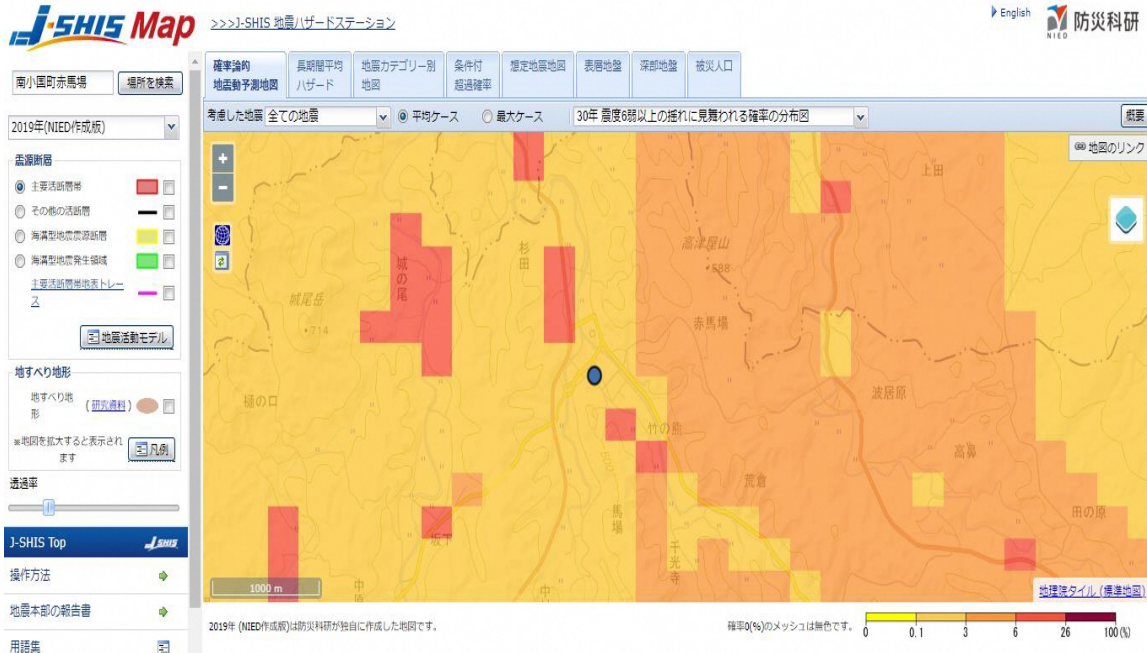 J-SHIS Map
>>>J-SHIS 地震ハザードステーション
English
NIED 防災科研
南小国町赤馬場
場所を検索
2019年(NIED作成版)
震源断層
主要活断層帯
その他の活断層
海溝型地震震源断層
海溝型地震発生領域
主要活断層帯地表トレー
ス
地震活動モデル
地すべり地形
地すべり地
形
(研究資料)
※地図を拡大すると表示され
ます
凡例
透過率
J-SHIS Top
J-SHIS
操作方法
地震本部の報告書
用語集
確率論的
地震動予測地図
長期間平均
ハザード
地震カテゴリー別
地図
条件付
超過確率
想定地震地図
表層地盤
深部地盤
被災人口
考慮した地震 全ての地震
平均ケース
最大ケース
30年 震度6弱以上の揺れに見舞われる確率の分布図
概要
+
-
地図のリンク
上田
杉田
高津屋山
・588
城の尾
城尾岳
・714
赤馬場
波居原
樋の口
竹の熊
高鼻
荒倉
600
馬場
田の原
坂下
千光寺
中原
中
1000 m
地理院タイル (標準地図)
2019年 (NIED作成版)は防災科研が独自に作成した地図です。
確率0(%)のメッシュは無色です。
0 0.1 3 6 26 100 (%)